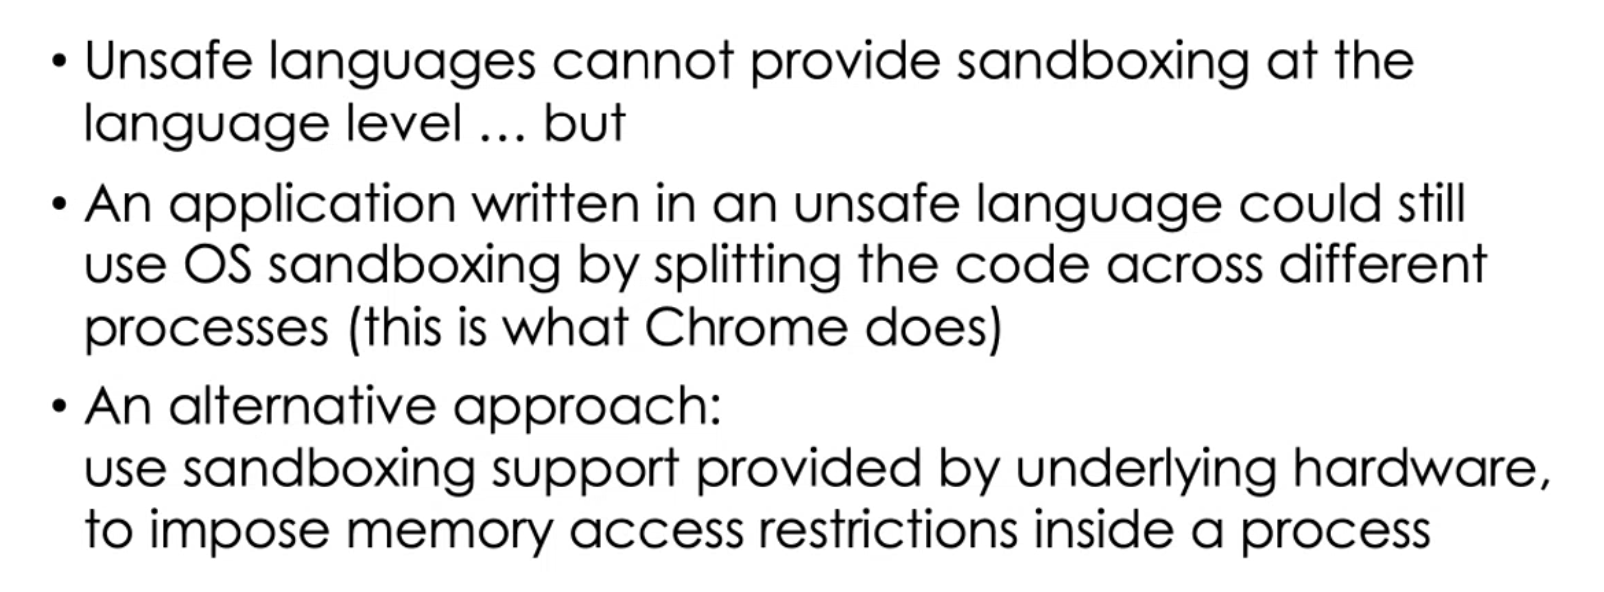 • Unsafe languages cannot provide sandboxing at the
language level … but
• An application written in an unsafe language could still
use OS sandboxing by splitting the code across different
processes (this is what Chrome does)
• An alternative approach:
use sandboxing support provided by underlying hardware,
to impose memory access restrictions inside a process